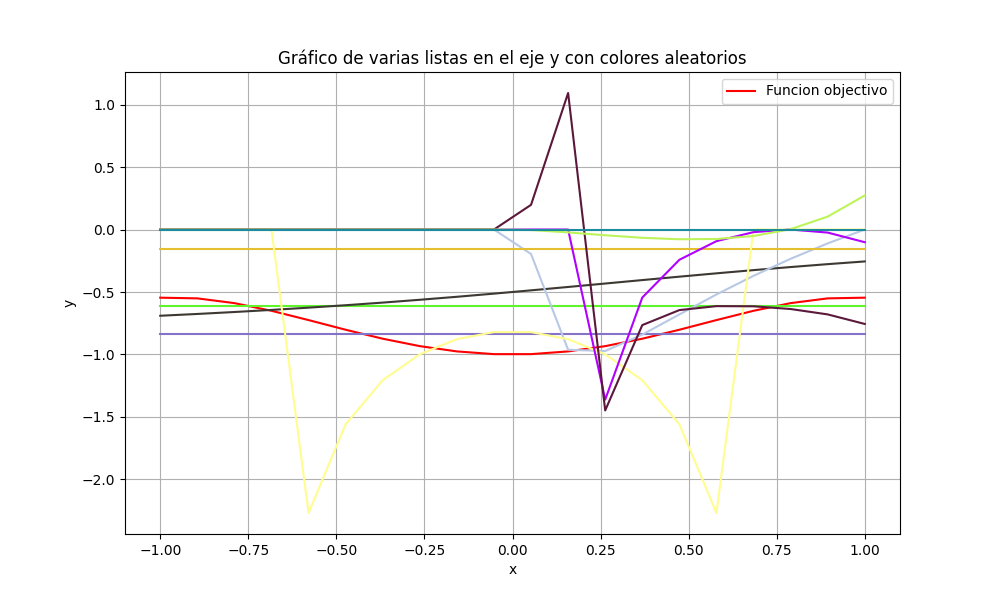 Gráfico de varias listas en el eje y con colores aleatorios
Funcion objectivo
1.0
0.5
0.0
−0.5
−1.0
−1.5
−2.0
y
−1.00 −0.75 −0.50 −0.25 0.00 0.25 0.50 0.75 1.00
x